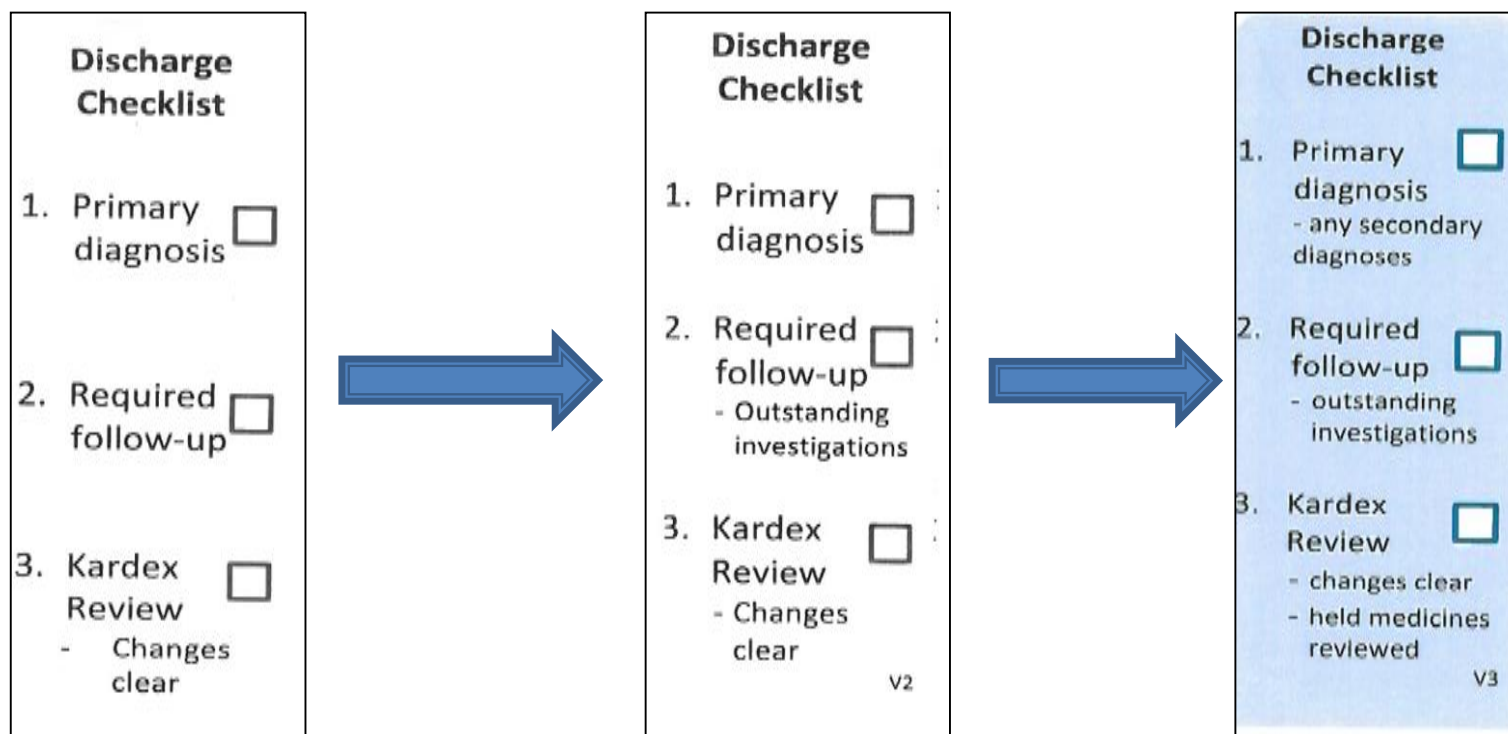 Discharge
Checklist
1. Primary
diagnosis
2. Required
follow-up
3. Kardex
Review
- Changes
clear
Discharge
Checklist
1. Primary
diagnosis
2. Required
follow-up
- Outstanding
investigations
3. Kardex
Review
- Changes
clear
V2
Discharge
Checklist
1. Primary
diagnosis
- any secondary
diagnoses
2. Required
follow-up
- outstanding
investigations
3. Kardex
Review
- changes clear
- held medicines
reviewed
V3